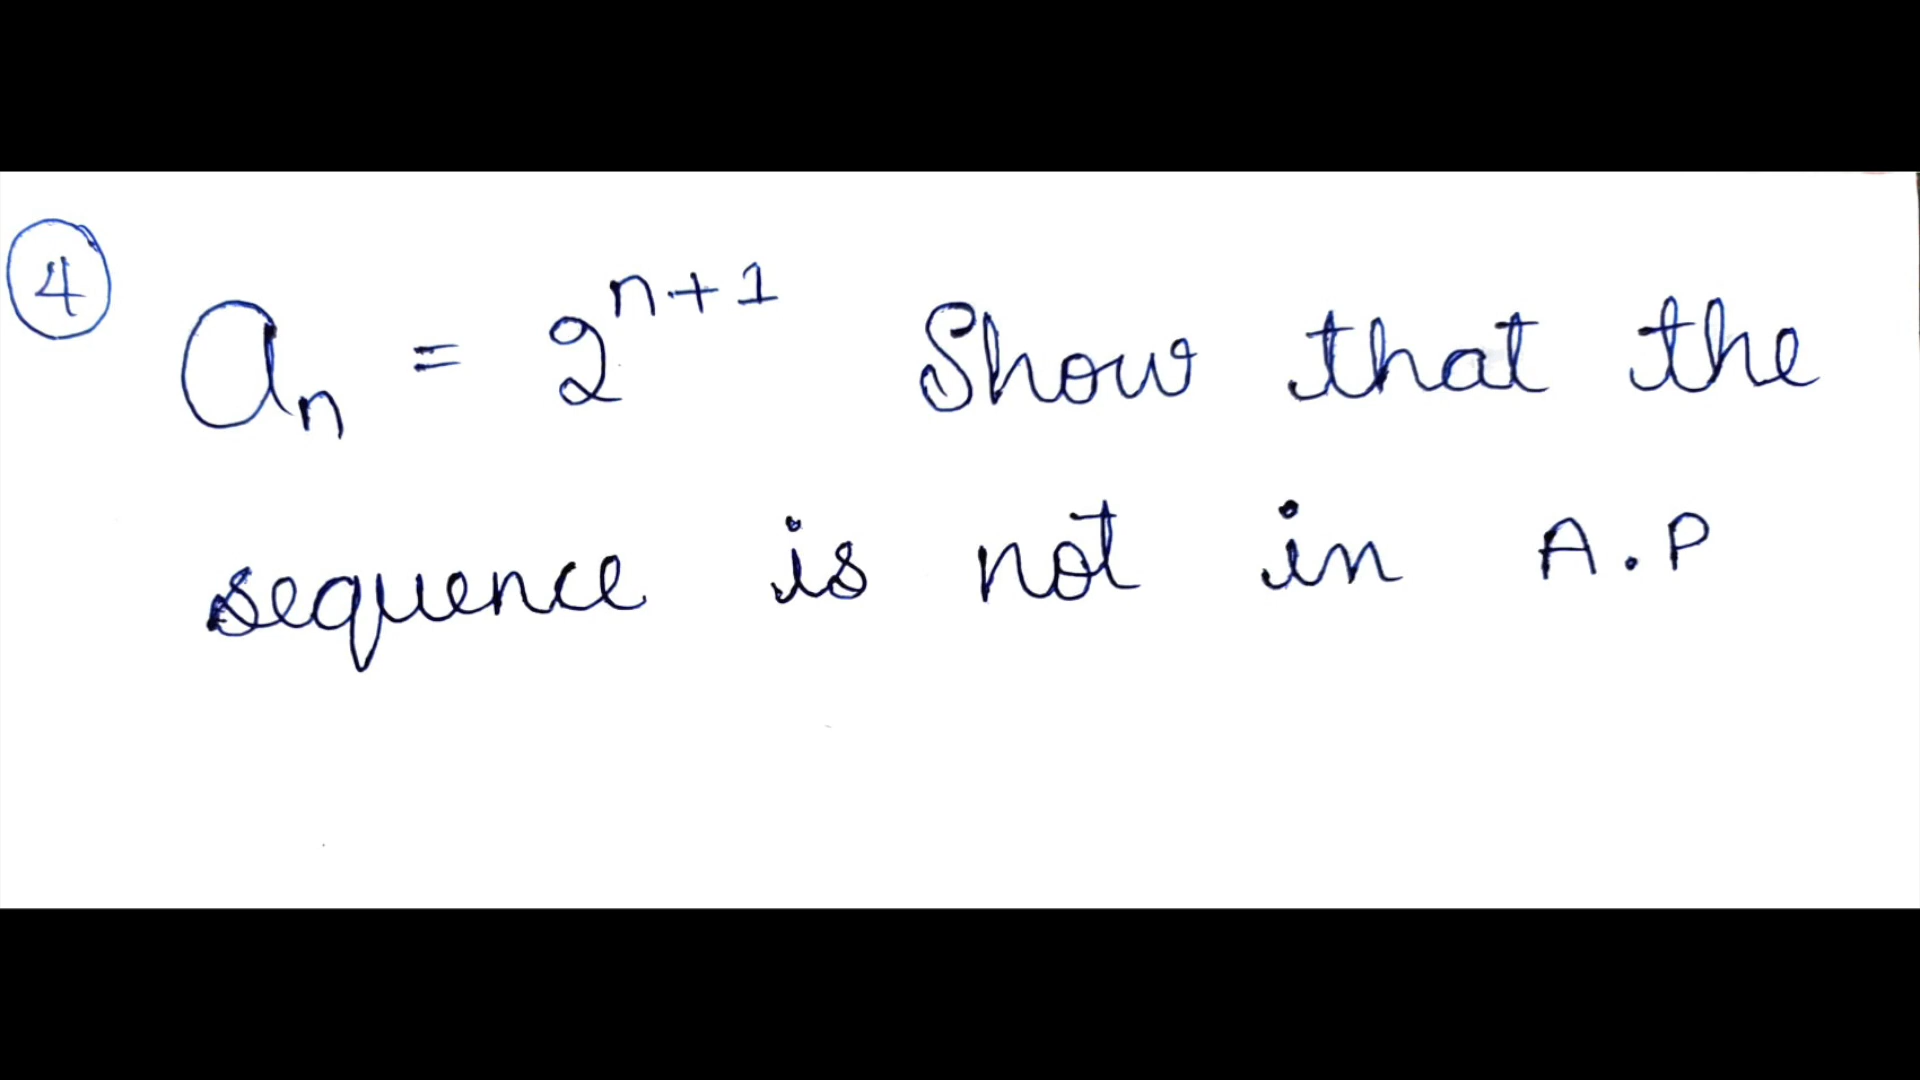 4
aₙ = 2ⁿ⁺¹ Show that the
sequence is not in A.P